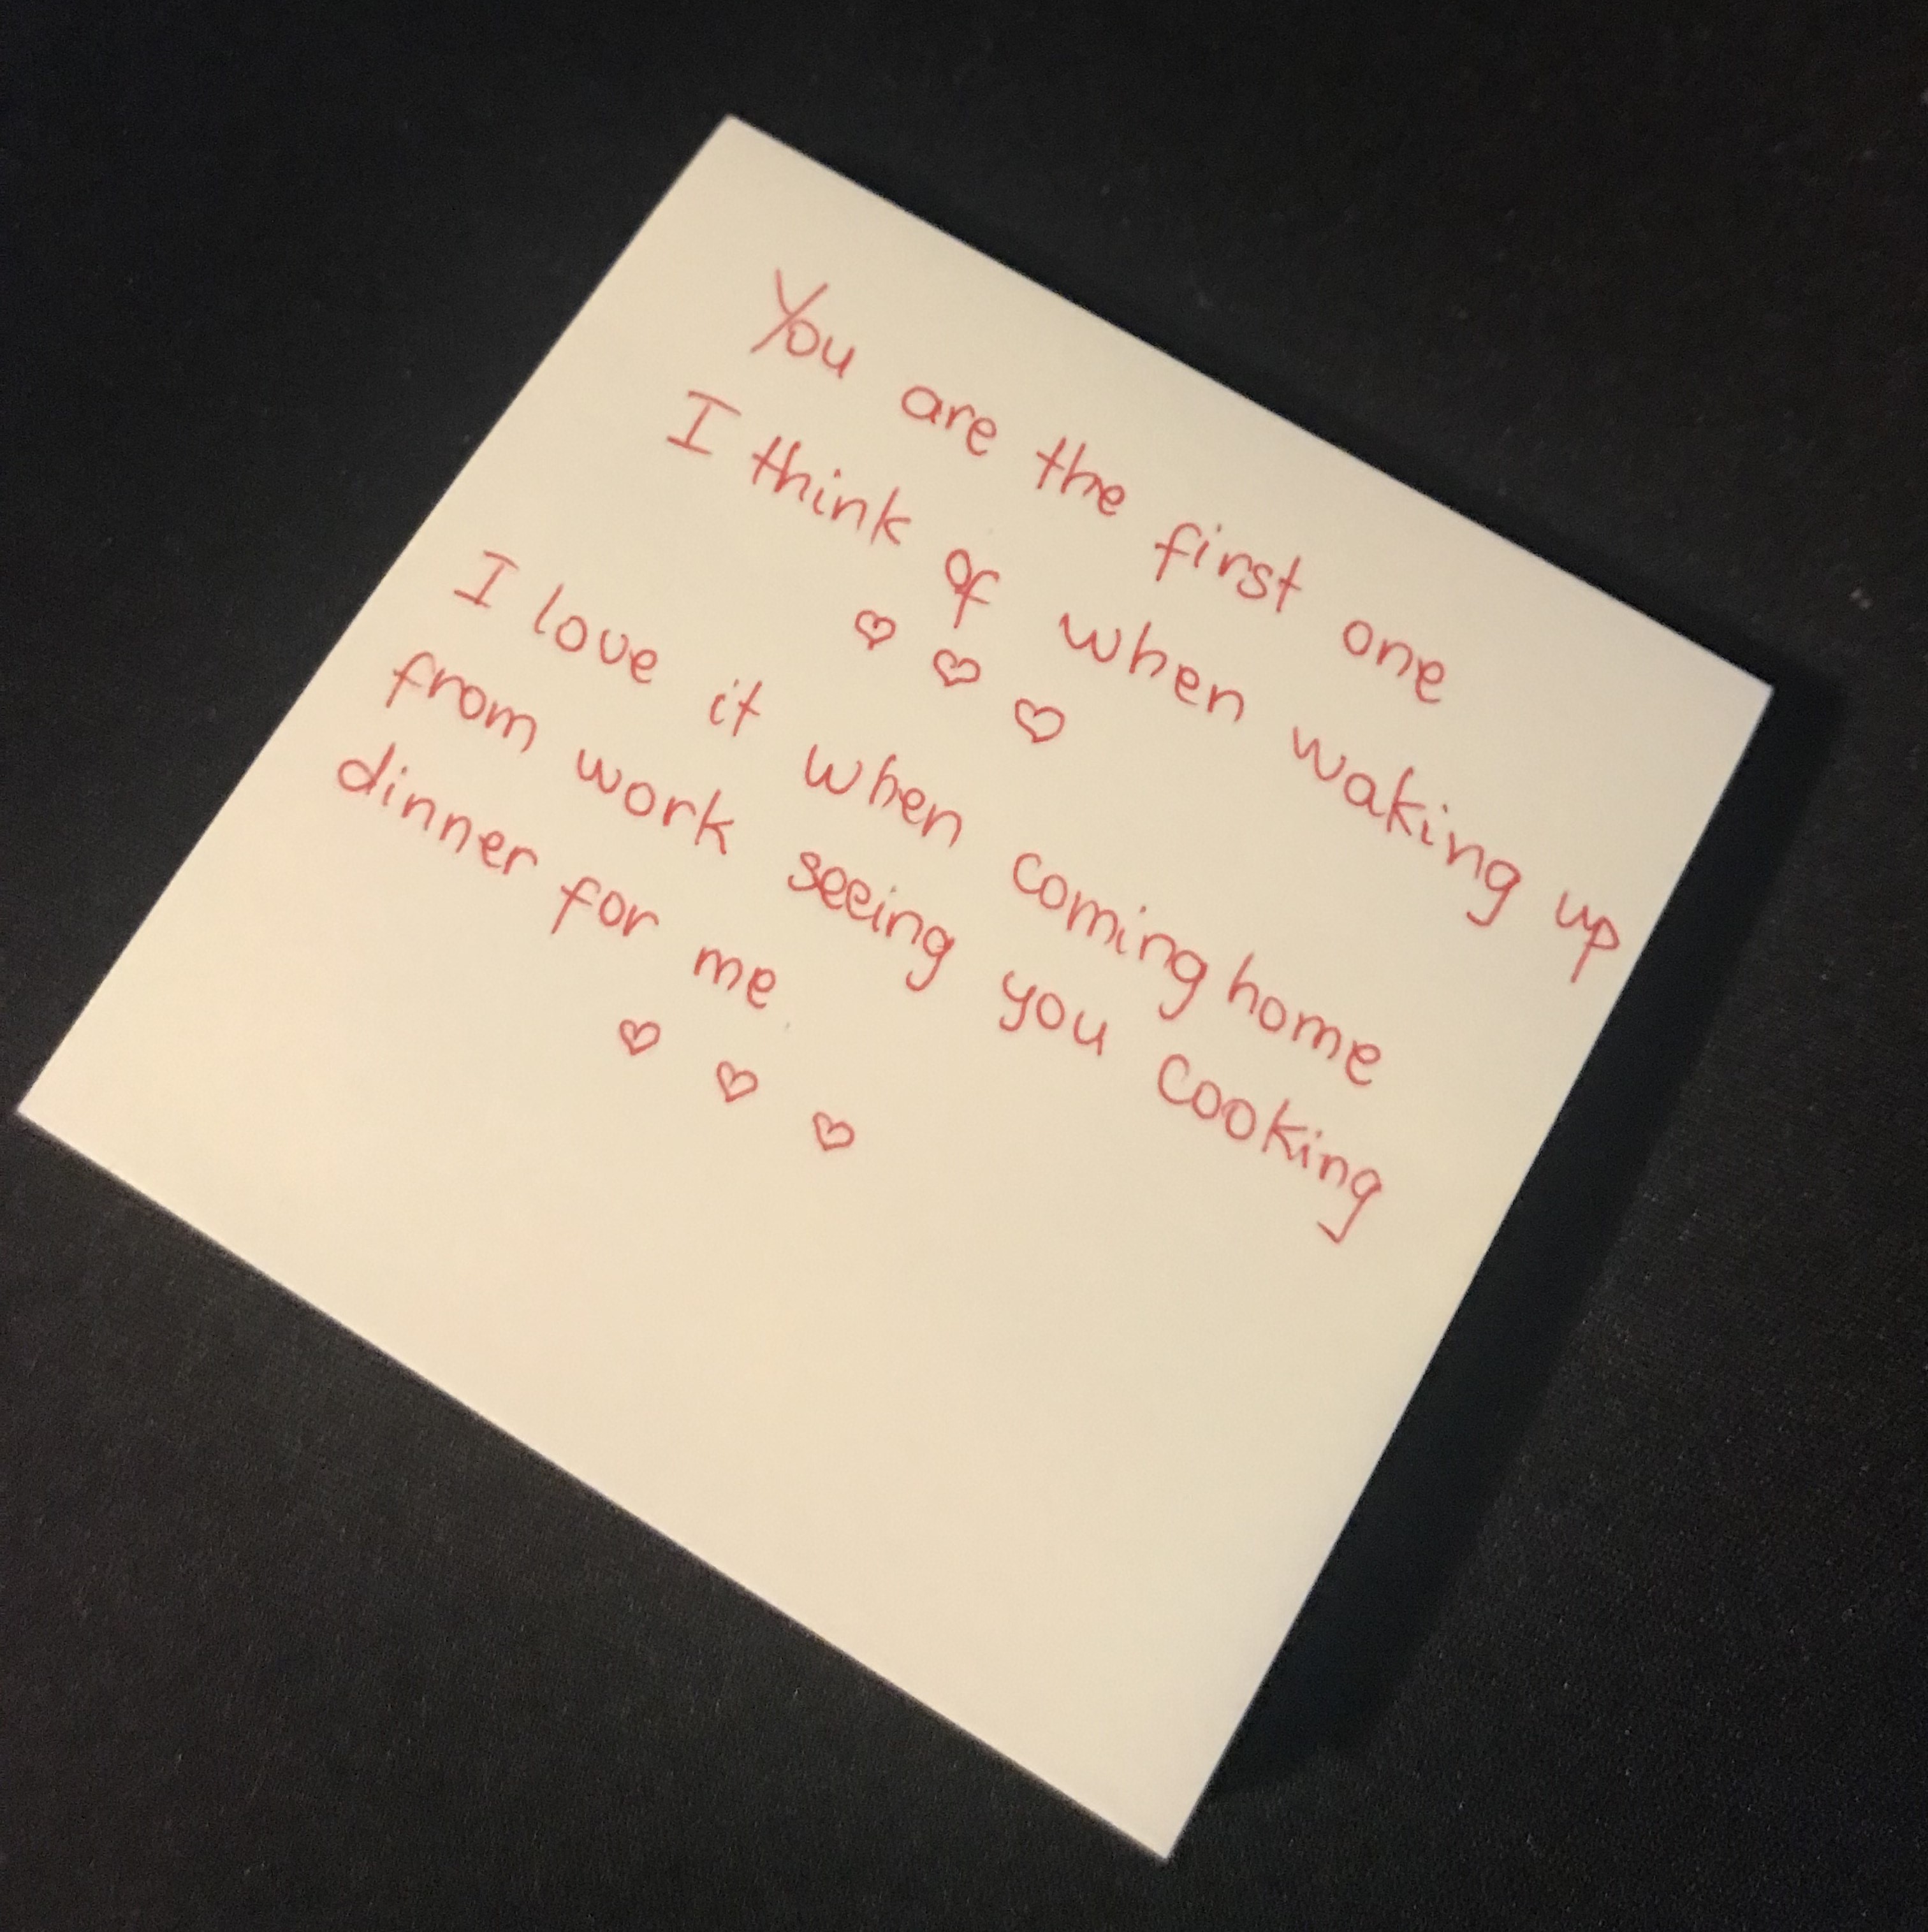 You are the first one
I think of when waking up
♡ ♡ ♡
I love it when coming home
from work seeing you cooking
dinner for me
♡ ♡ ♡